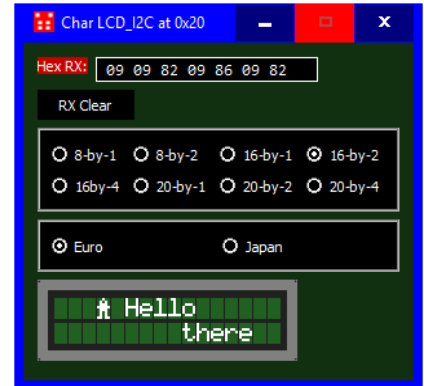 Char LCD_I2C at 0x20
Hex RX: 09 09 82 09 86 09 82
RX Clear
8-by-1 8-by-2 16-by-1 16-by-2
16by-4 20-by-1 20-by-2 20-by-4
Euro Japan
Hello
there